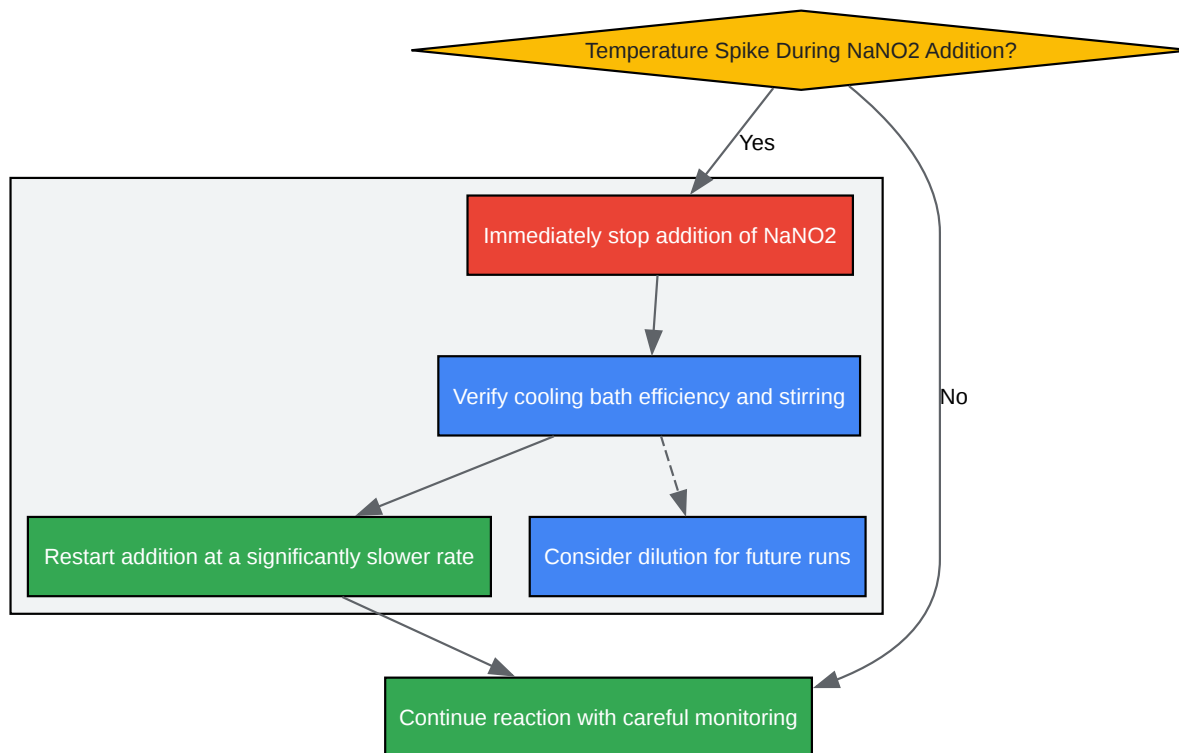 Temperature Spike During NaNO2 Addition?
Yes
Immediately stop addition of NaNO2
Verify cooling bath efficiency and stirring
No
Restart addition at a significantly slower rate
Consider dilution for future runs
Continue reaction with careful monitoring